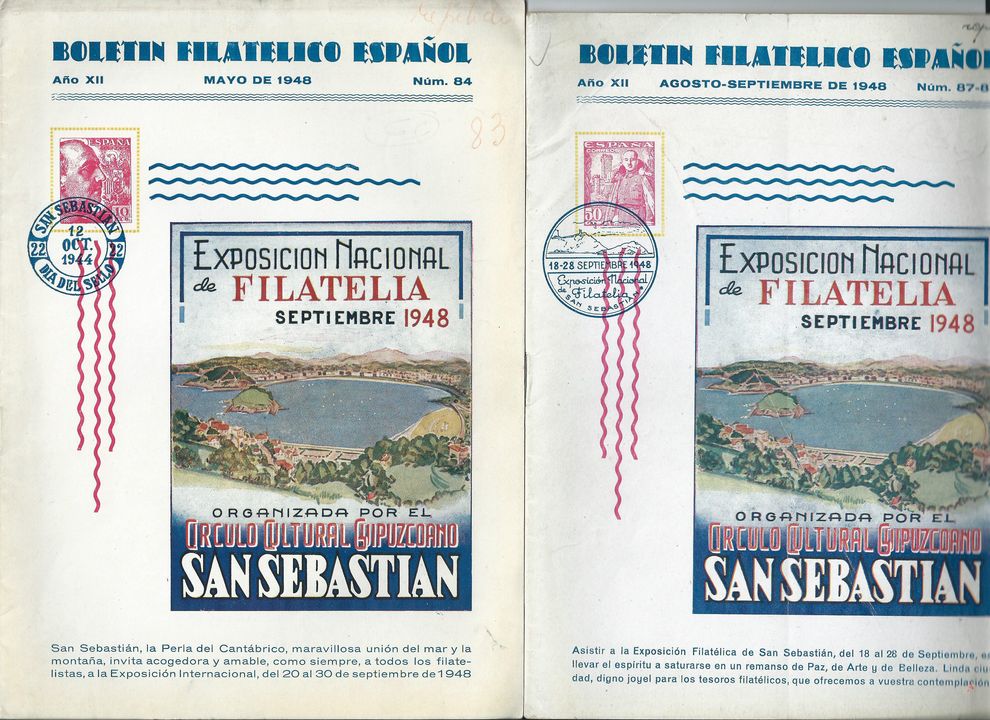 BOLETIN FILATELICO ESPAÑOL
Año XII MAYO DE 1948 Núm. 84
83
ESPAÑA
10
SAN SEBASTIAN
22 12 OCT. 1944 22
DIA DEL SELLO
EXPOSICION NACIONAL
de FILATELIA
SEPTIEMBRE 1948
ORGANIZADA POR EL
CIRCULO CULTURAL GUIPUZCOANO
SAN SEBASTIAN
San Sebastián, la Perla del Cantábrico, maravillosa unión del mar y la
montaña, invita acogedora y amable, como siempre, a todos los filate-
listas, a la Exposición Internacional, del 20 al 30 de septiembre de 1948
BOLETIN FILATELICO ESPAÑOL
Año XII AGOSTO-SEPTIEMBRE DE 1948 Núm. 87-8
ESPAÑA
CORREOS
50
18-28 SEPTIEMBRE 1948
Exposición Nacional
de Filatelia
SAN SEBASTIAN
EXPOSICION NACIONAL
de FILATELIA
SEPTIEMBRE 1948
ORGANIZADA POR EL
CIRCULO CULTURAL GUIPUZCOANO
SAN SEBASTIAN
Asistir a la Exposición Filatélica de San Sebastián, del 18 al 28 de Septiembre, es
llevar el espíritu a saturarse en un remanso de Paz, de Arte y de Belleza. Linda ciu-
dad, digno joyel para los tesoros filatélicos, que ofrecemos a vuestra contemplación